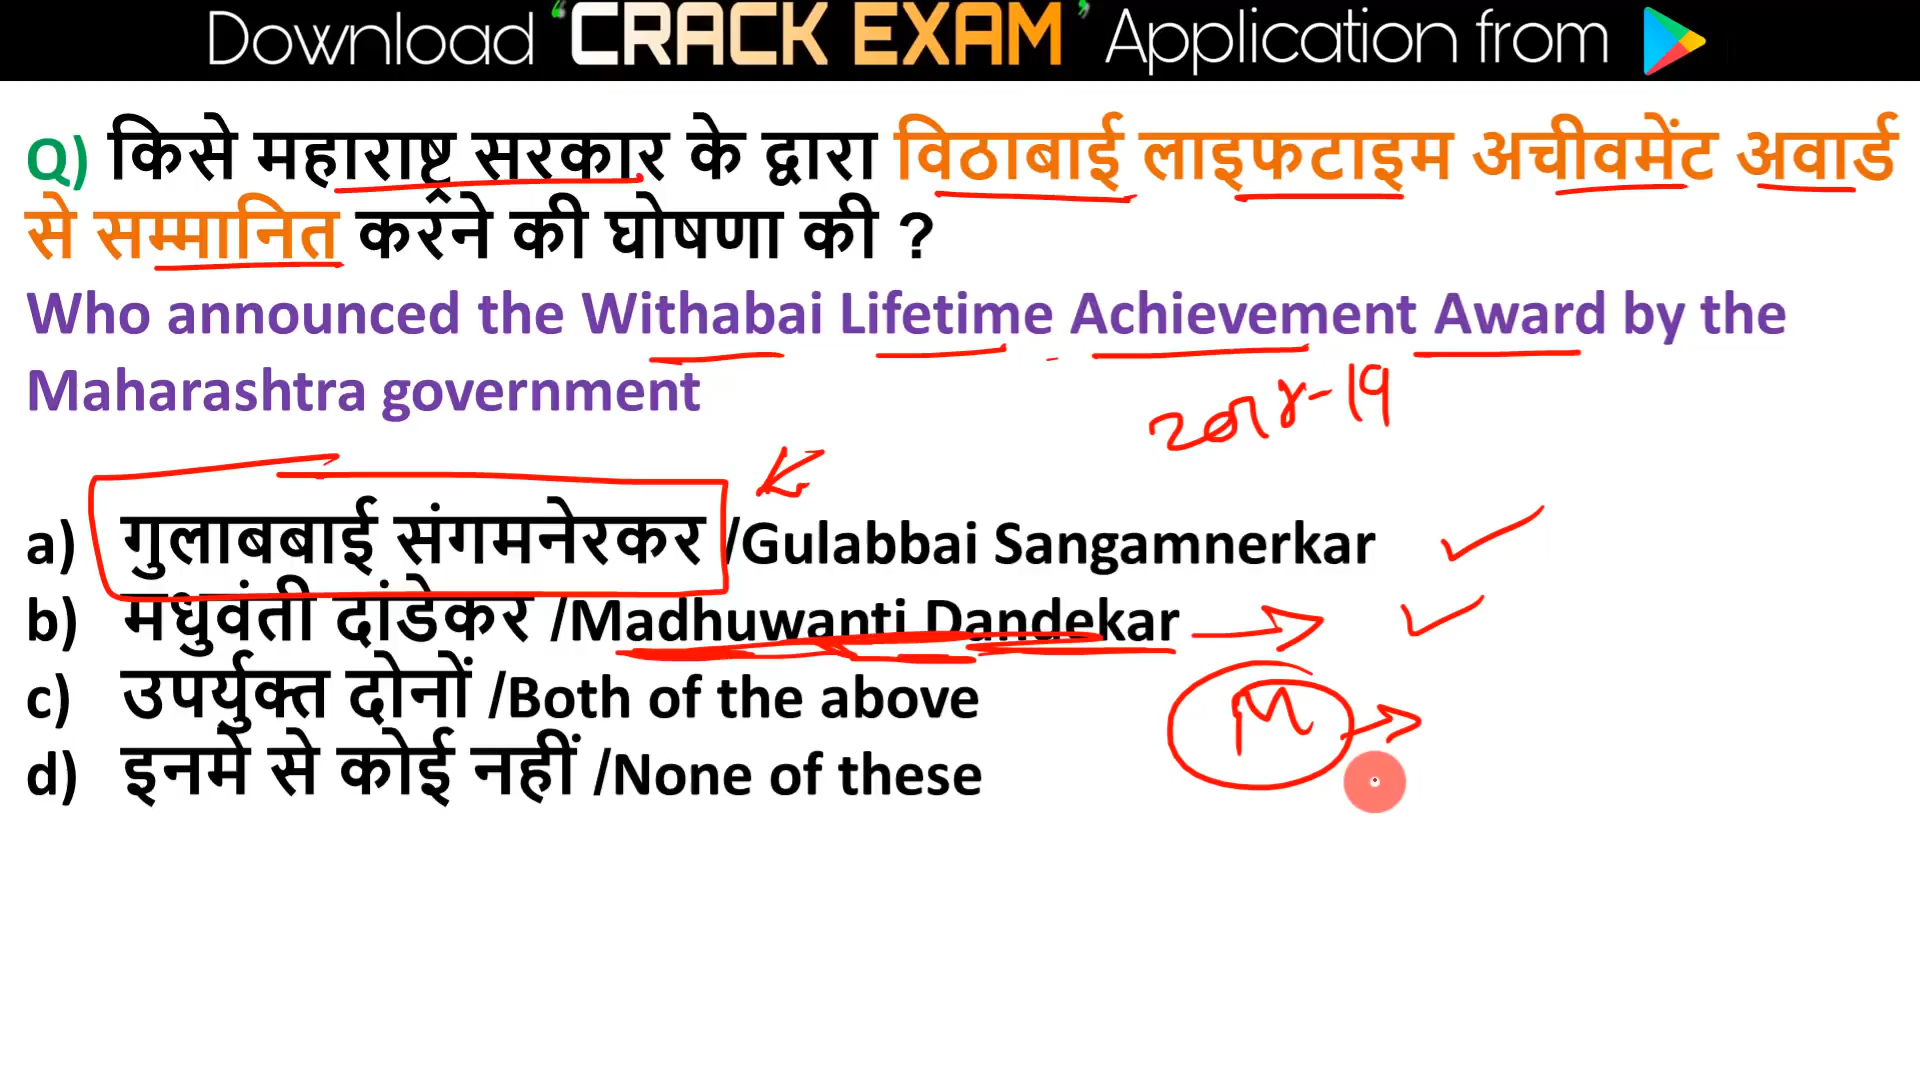 Download ‘CRACK EXAM’ Application from
Q) किसे महाराष्ट्र सरकार के द्वारा विठाबाई लाइफटाइम अचीवमेंट अवार्ड
से सम्मानित करने की घोषणा की ?
Who announced the Withabai Lifetime Achievement Award by the
Maharashtra government
2018-19
a) गुलाबबाई संगमनेरकर /Gulabbai Sangamnerkar
b) मधुवंती दांडेकर /Madhuwanti Dandekar
c) उपर्युक्त दोनों /Both of the above
M
d) इनमे से कोई नहीं /None of these